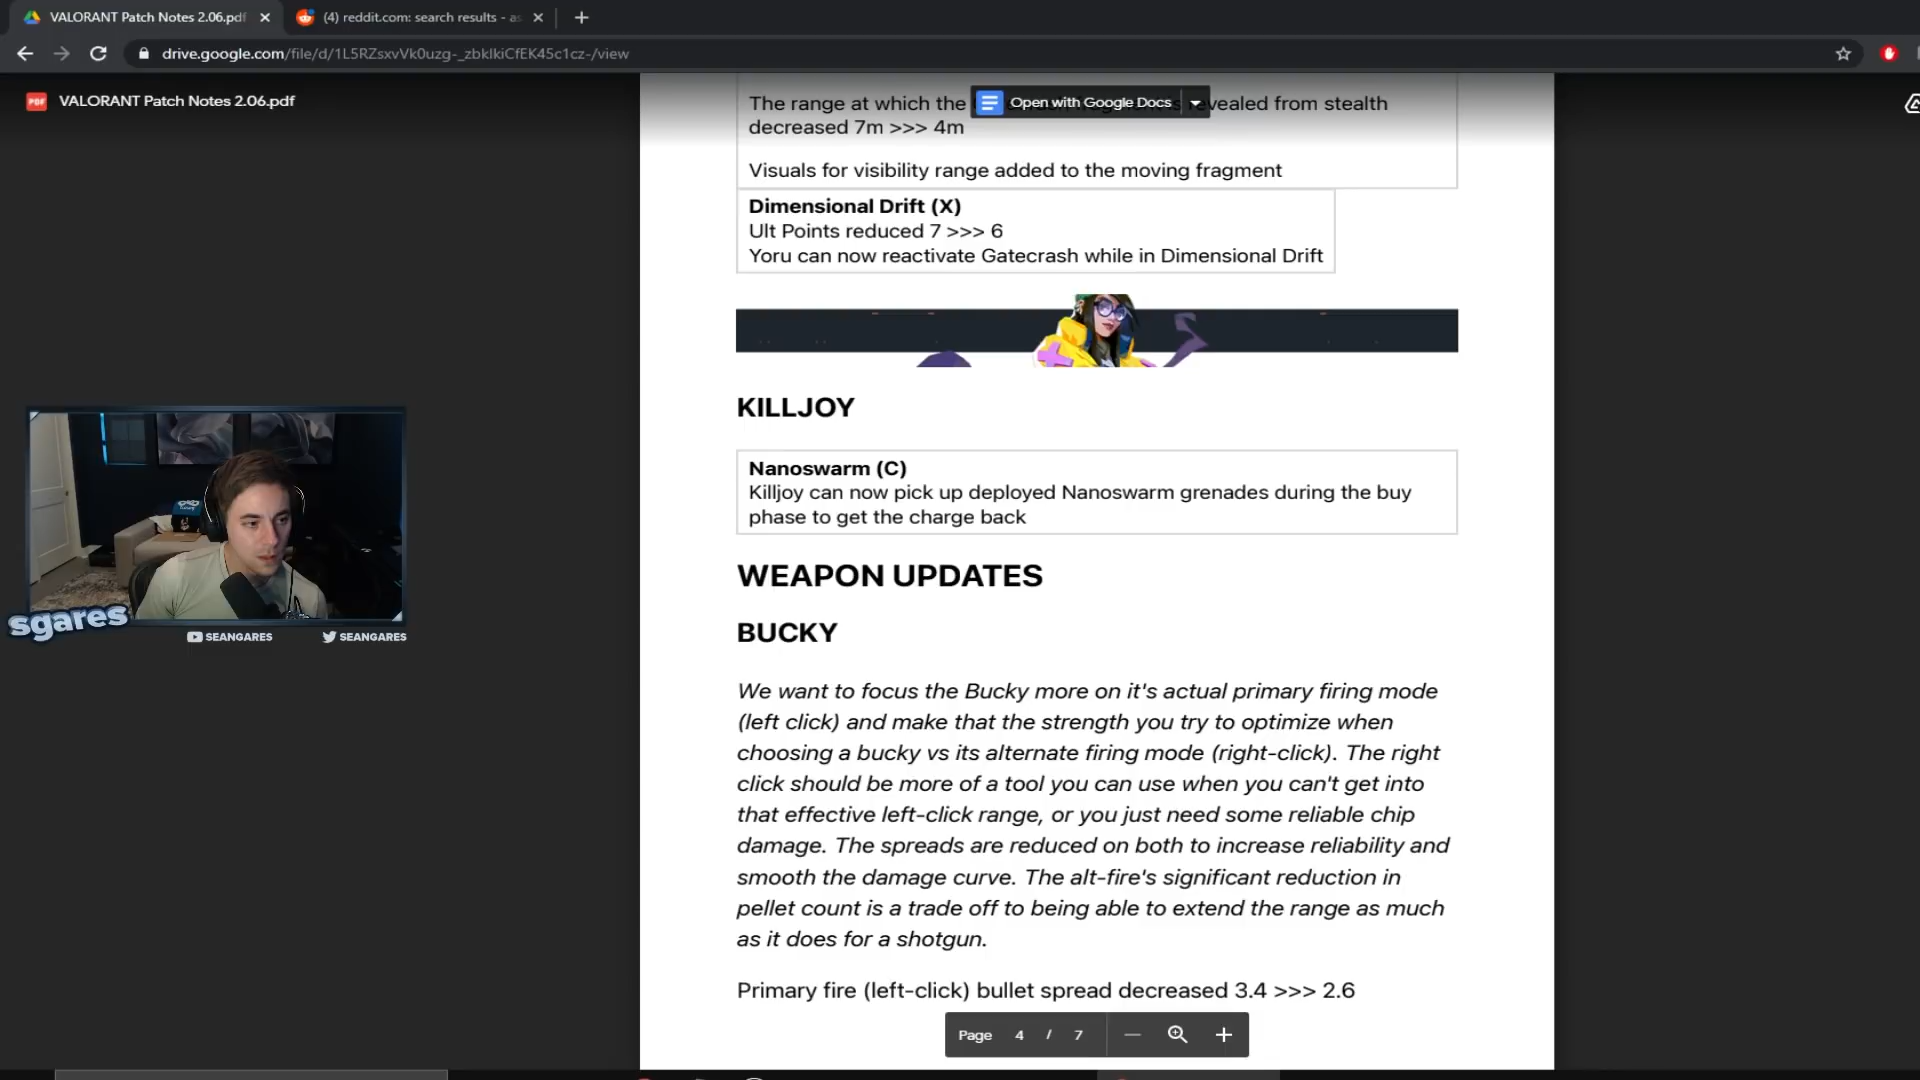 VALORANT Patch Notes 2.06.pdf
(4) reddit.com: search results - as
drive.google.com/file/d/1L5RZsxvVk0uzg-_zbklkiCfEK45c1cz-/view
PDF
VALORANT Patch Notes 2.06.pdf
Open with Google Docs
The range at which the
revealed from stealth
decreased 7m >>> 4m
Visuals for visibility range added to the moving fragment
Dimensional Drift (X)
Ult Points reduced 7 >>> 6
Yoru can now reactivate Gatecrash while in Dimensional Drift
KILLJOY
Nanoswarm (C)
Killjoy can now pick up deployed Nanoswarm grenades during the buy
phase to get the charge back
WEAPON UPDATES
BUCKY
We want to focus the Bucky more on it's actual primary firing mode
(left click) and make that the strength you try to optimize when
choosing a bucky vs its alternate firing mode (right-click). The right
click should be more of a tool you can use when you can't get into
that effective left-click range, or you just need some reliable chip
damage. The spreads are reduced on both to increase reliability and
smooth the damage curve. The alt-fire's significant reduction in
pellet count is a trade off to being able to extend the range as much
as it does for a shotgun.
Primary fire (left-click) bullet spread decreased 3.4 >>> 2.6
Page 4 / 7
sgares
SEANGARES
SEANGARES